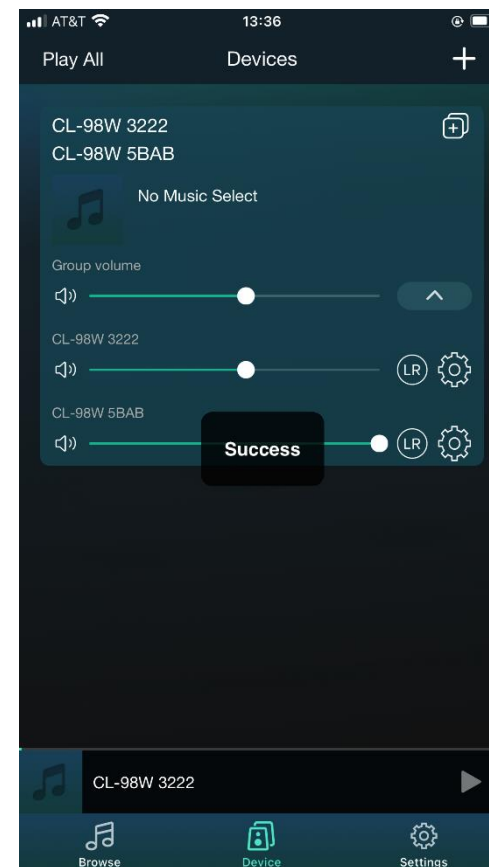 AT&T 13:36
Play All Devices
CL-98W 3222
CL-98W 5BAB
No Music Select
Group volume
CL-98W 3222
LR
CL-98W 5BAB
LR
Success
CL-98W 3222
Browse Device Settings